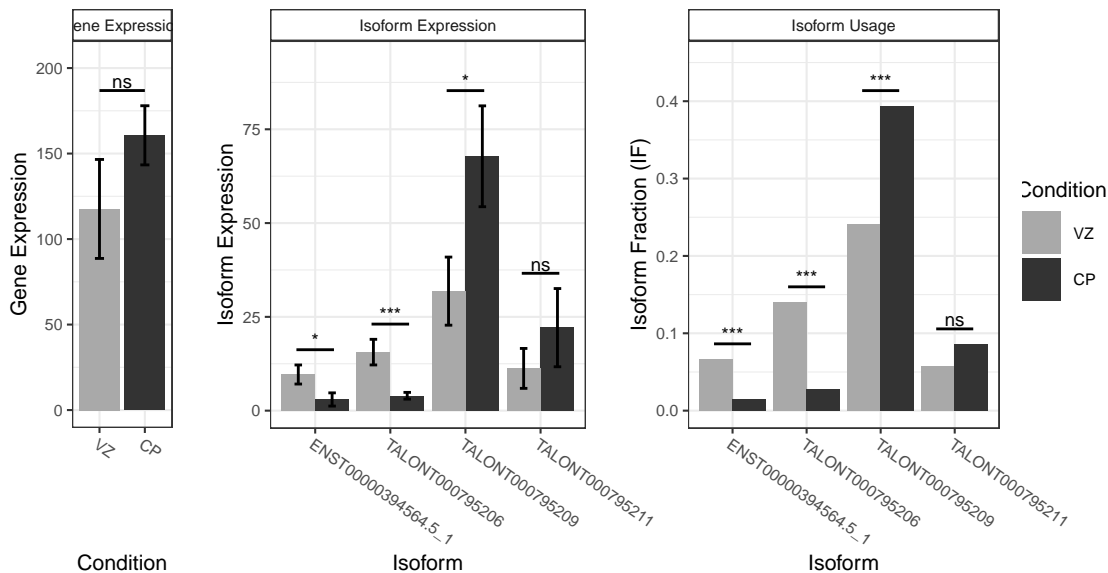 ene Expressio
Gene Expression
200
150
100
50
0
ns
VZ
CP
Condition
Isoform Expression
Isoform Expression
75
50
25
0
*
***
*
ns
ENST00000394564.5_1
TALONT000795206
TALONT000795209
TALONT000795211
Isoform
Isoform Usage
Isoform Fraction (IF)
0.4
0.3
0.2
0.1
0.0
***
***
***
ns
ENST00000394564.5_1
TALONT000795206
TALONT000795209
TALONT000795211
Isoform
Condition
VZ
CP